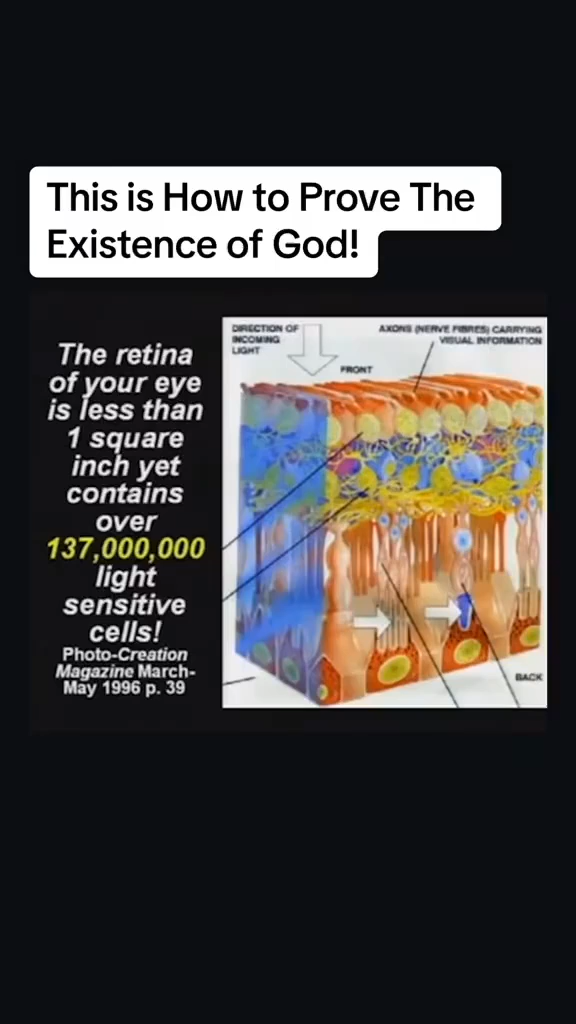 This is How to Prove The
Existence of God!
The retina
of your eye
is less than
1 square
inch yet
contains
over
137,000,000
light
sensitive
cells!
Photo-Creation
Magazine March-
May 1996 p. 39
DIRECTION OF
INCOMING
LIGHT
FRONT
AXONS (NERVE FIBRES) CARRYING
VISUAL INFORMATION
BACK